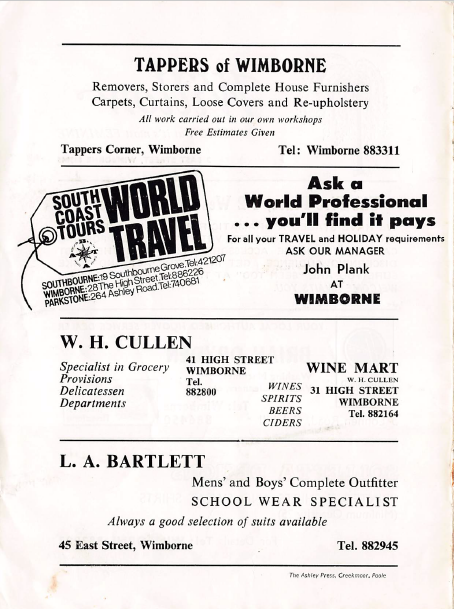 TAPPERS of WIMBORNE
Removers, Storers and Complete House Furnishers
Carpets, Curtains, Loose Covers and Re-upholstery
All work carried out in our own workshops
Free Estimates Given
Tappers Corner, Wimborne Tel: Wimborne 883311
SOUTH COAST TOURS
WORLD TRAVEL
SOUTHBOURNE:19 Southbourne Grove.Tel:421207
WIMBORNE:28 The High Street.Tel:886226
PARKSTONE:264 Ashley Road.Tel:740681
Ask a
World Professional
... you'll find it pays
For all your TRAVEL and HOLIDAY requirements
ASK OUR MANAGER
John Plank
AT
WIMBORNE
W. H. CULLEN
Specialist in Grocery
Provisions
Delicatessen
Departments
41 HIGH STREET
WIMBORNE
Tel.
882800
WINES
SPIRITS
BEERS
CIDERS
WINE MART
W. H. CULLEN
31 HIGH STREET
WIMBORNE
Tel. 882164
L. A. BARTLETT
Mens' and Boys' Complete Outfitter
SCHOOL WEAR SPECIALIST
Always a good selection of suits available
45 East Street, Wimborne Tel. 882945
The Ashley Press, Creekmoor, Poole